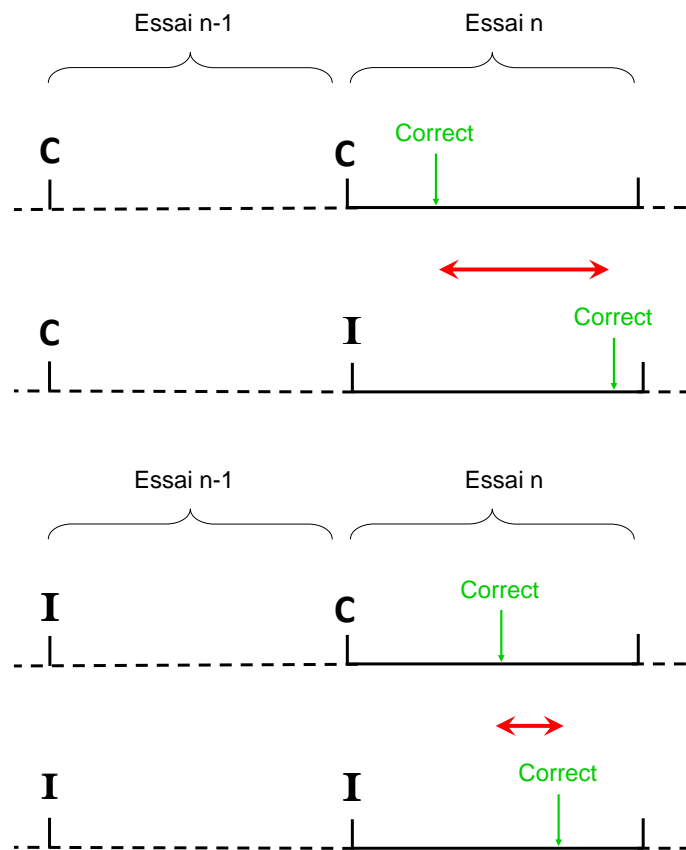 Essai n-1 Essai n
Correct
C C
Correct
C I
Essai n-1 Essai n
Correct
I C
Correct
I I